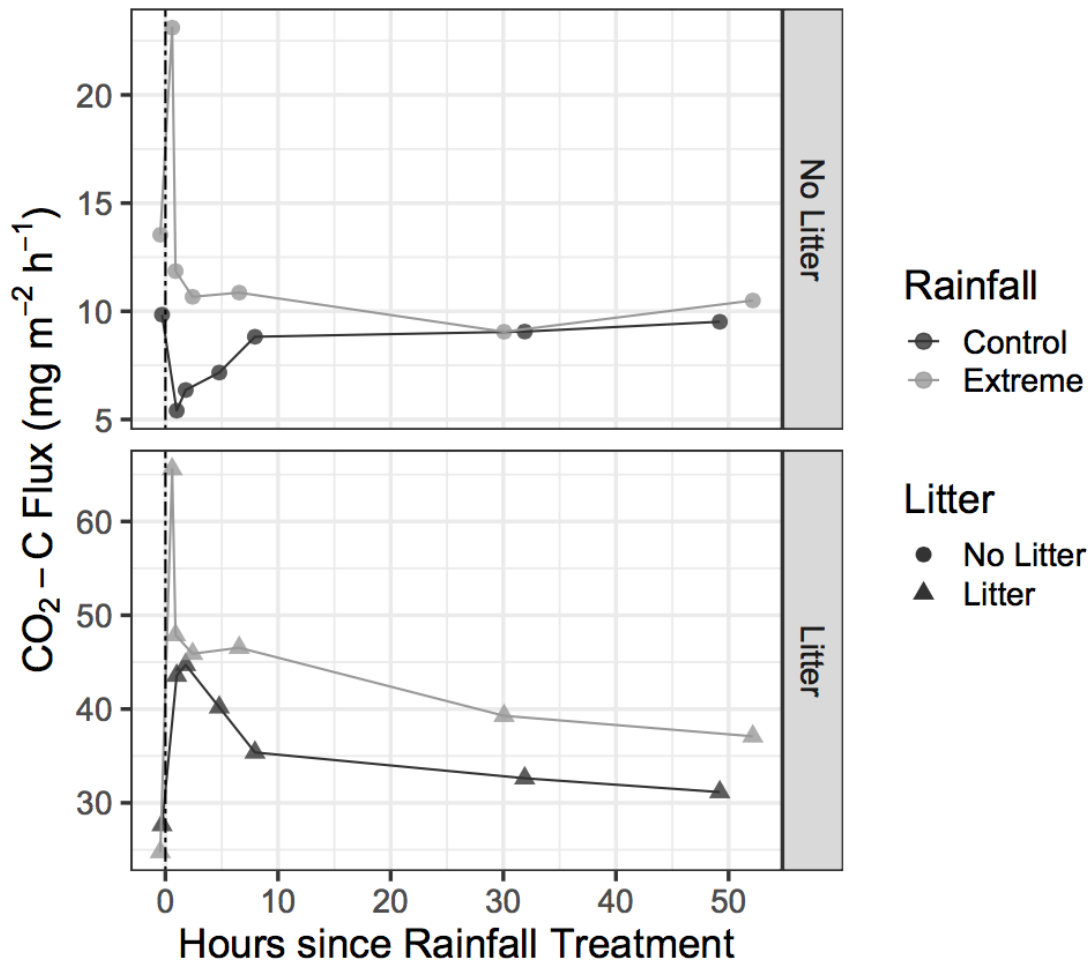 CO₂ – C Flux (mg m⁻² h⁻¹)
20
15
10
5
No Litter
60
50
40
30
Litter
0 10 20 30 40 50
Hours since Rainfall Treatment
Rainfall
Control
Extreme
Litter
No Litter
Litter